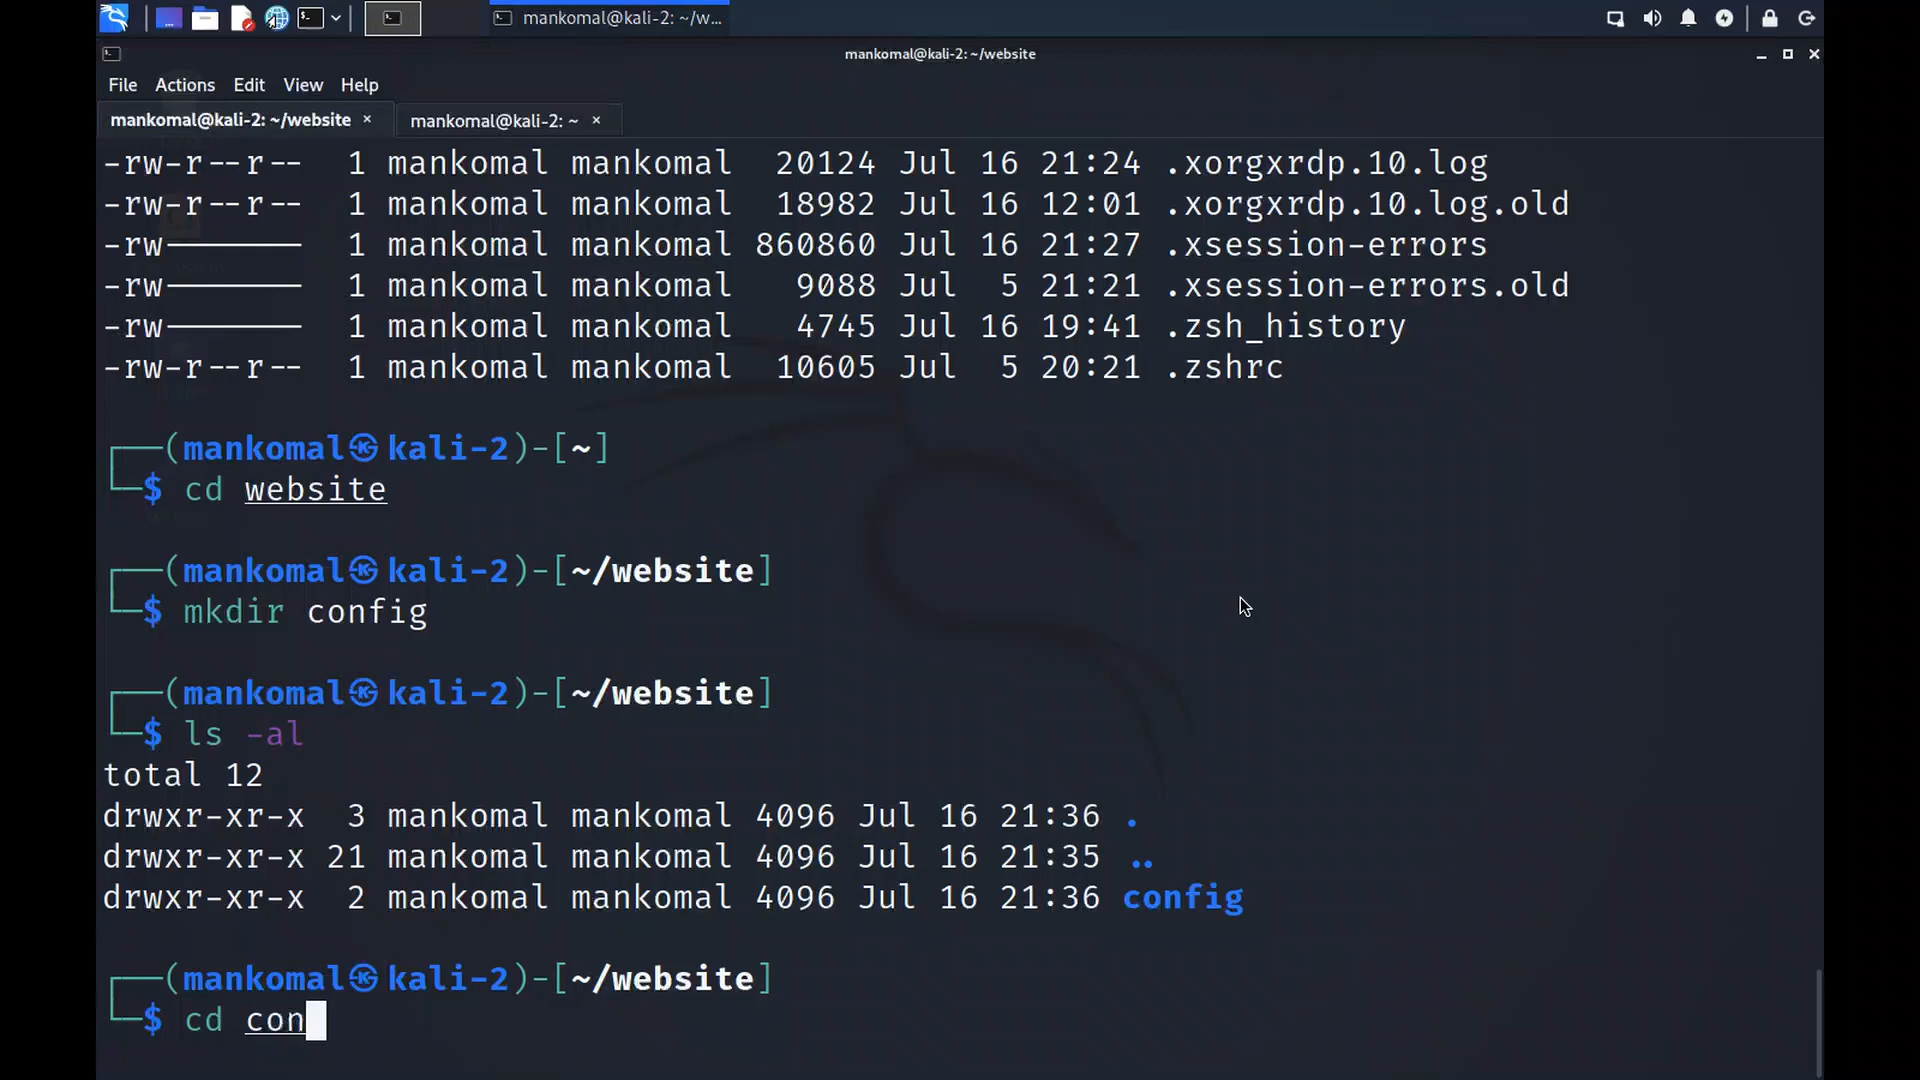 mankomal@kali-2: ~/w...
mankomal@kali-2: ~/website
File Actions Edit View Help
mankomal@kali-2: ~/website × mankomal@kali-2: ~ ×
-rw-r--r-- 1 mankomal mankomal 20124 Jul 16 21:24 .xorgxrdp.10.log
-rw-r--r-- 1 mankomal mankomal 18982 Jul 16 12:01 .xorgxrdp.10.log.old
-rw------- 1 mankomal mankomal 860860 Jul 16 21:27 .xsession-errors
-rw------- 1 mankomal mankomal 9088 Jul 5 21:21 .xsession-errors.old
-rw------- 1 mankomal mankomal 4745 Jul 16 19:41 .zsh_history
-rw-r--r-- 1 mankomal mankomal 10605 Jul 5 20:21 .zshrc
┌──(mankomal㉿kali-2)-[~]
└─$ cd website
┌──(mankomal㉿kali-2)-[~/website]
└─$ mkdir config
┌──(mankomal㉿kali-2)-[~/website]
└─$ ls -al
total 12
drwxr-xr-x 3 mankomal mankomal 4096 Jul 16 21:36 .
drwxr-xr-x 21 mankomal mankomal 4096 Jul 16 21:35 ..
drwxr-xr-x 2 mankomal mankomal 4096 Jul 16 21:36 config
┌──(mankomal㉿kali-2)-[~/website]
└─$ cd con